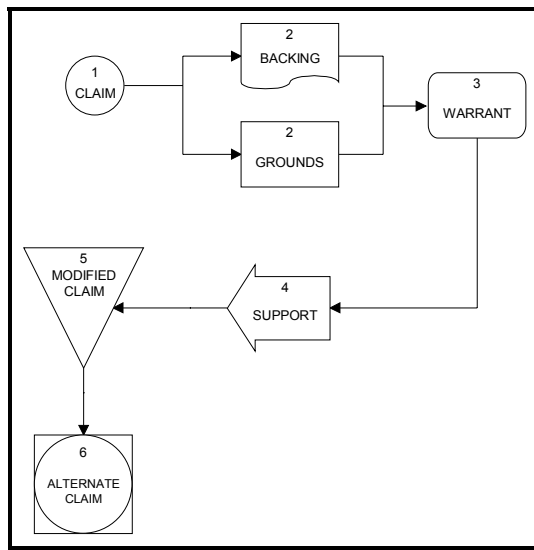 1
CLAIM
2
BACKING
2
GROUNDS
3
WARRANT
4
SUPPORT
5
MODIFIED
CLAIM
6
ALTERNATE
CLAIM